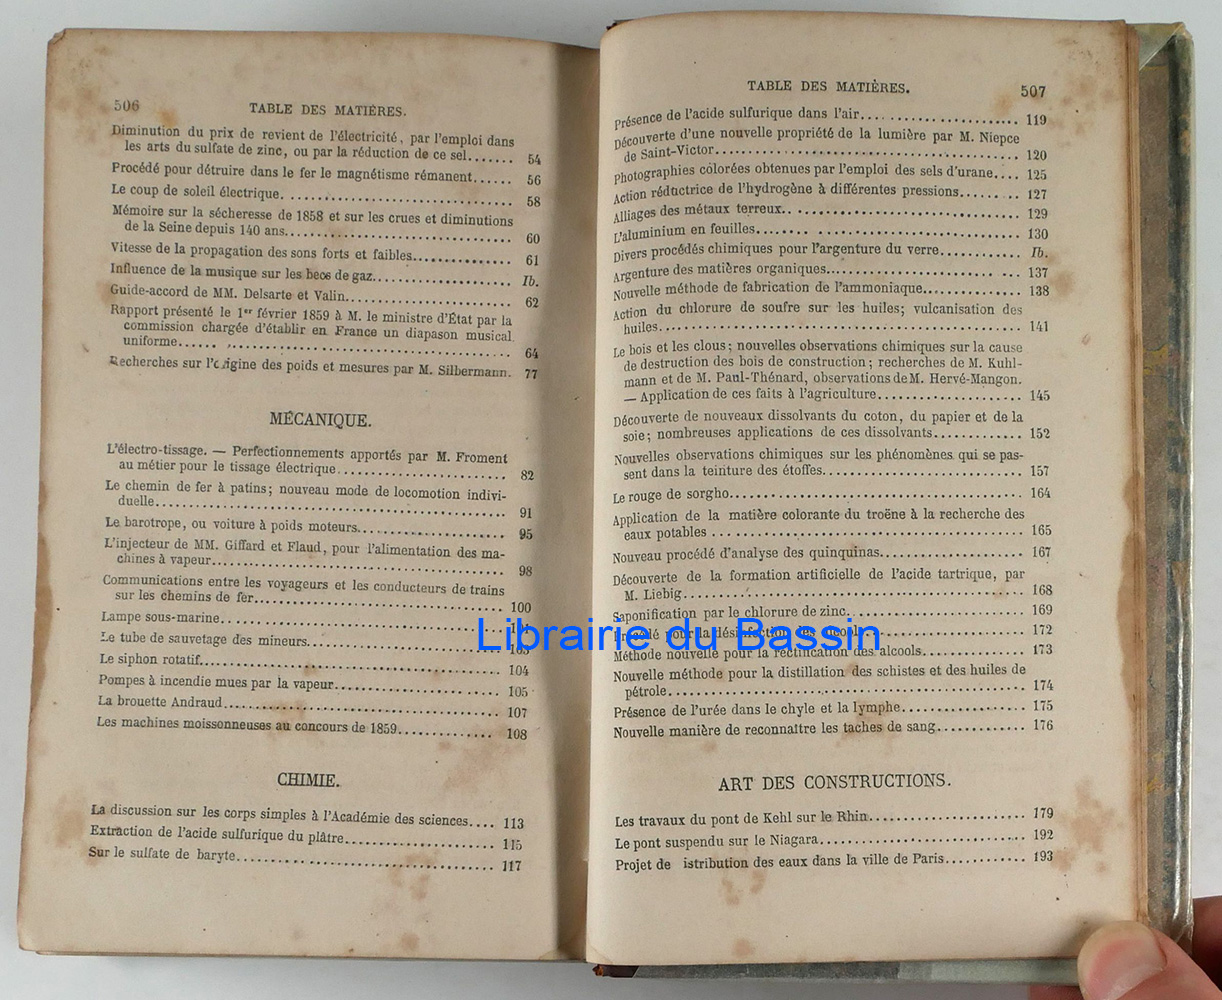 506
TABLE DES MATIÈRES.
Diminution du prix de revient de l'électricité, par l'emploi dans
les arts du sulfate de zinc, ou par la réduction de ce sel....... 54
Procédé pour détruire dans le fer le magnétisme rémanent...... 56
Le coup de soleil électrique. .................................. 58
Mémoire sur la sécheresse de 1858 et sur les crues et diminutions
de la Seine depuis 140 ans.................................. 60
Vitesse de la propagation des sons forts et faibles............... 61
Influence de la musique sur les becs de gaz..................... Ib.
Guide-accord de MM. Delsarte et Valin......................... 62
Rapport présenté le 1er février 1859 à M. le ministre d'État par la
commission chargée d'établir en France un diapason musical
uniforme...... ............................................. 64
Recherches sur l'origine des poids et mesures par M. Silbermann. 77
MÉCANIQUE.
L'électro-tissage. — Perfectionnements apportés par M. Froment
au métier pour le tissage électrique......................... 82
Le chemin de fer à patins; nouveau mode de locomotion indivi-
duelle..................................................... 91
Le barotrope, ou voiture à poids moteurs...................... 95
L'injecteur de MM. Giffard et Flaud, pour l'alimentation des ma-
chines à vapeur............................................ 98
Communications entre les voyageurs et les conducteurs de trains
sur les chemins de fer...................................... 100
Lampe sous-marine...........................................
Le tube de sauvetage des mineurs..............................
Le siphon rotatif............................................. 104
Pompes à incendie mues par la vapeur......................... 105
La brouette Andraud......................................... 107
Les machines moissonneuses au concours de 1859.............. 108
CHIMIE.
La discussion sur les corps simples à l'Académie des sciences.... 113
Extraction de l'acide sulfurique du plâtre...................... 115
Sur le sulfate de baryte....................................... 117
TABLE DES MATIÈRES.
507
Présence de l'acide sulfurique dans l'air........................ 119
Découverte d'une nouvelle propriété de la lumière par M. Niepce
de Saint-Victor............................................ 120
Photographies colorées obtenues par l'emploi des sels d'urane.... 125
Action réductrice de l'hydrogène à différentes pressions......... 127
Alliages des métaux terreux.. ................................. 129
L'aluminium en feuilles........ ............................... 130
Divers procédés chimiques pour l'argenture du verre............ Ib.
Argenture des matières organiques............................. 137
Nouvelle méthode de fabrication de l'ammoniaque.............. 138
Action du chlorure de soufre sur les huiles; vulcanisation des
huiles..................................................... 141
Le bois et les clous; nouvelles observations chimiques sur la cause
de destruction des bois de construction; recherches de M. Kuhl-
mann et de M. Paul-Thénard, observations de M. Hervé-Mangon.
— Application de ces faits à l'agriculture..................... 145
Découverte de nouveaux dissolvants du coton, du papier et de la
soie; nombreuses applications de ces dissolvants............. 152
Nouvelles observations chimiques sur les phénomènes qui se pas-
sent dans la teinture des étoffes.............................. 157
Le rouge de sorgho........................................... 164
Application de la matière colorante du troëne à la recherche des
eaux potables .............................................. 165
Nouveau procédé d'analyse des quinquinas..................... 167
Découverte de la formation artificielle de l'acide tartrique, par
M. Liebig.................................................. 168
Saponification par le chlorure de zinc.......................... 169
Procédé pour la désinfection des alcools....................... 172
Méthode nouvelle pour la rectification des alcools............... 173
Nouvelle méthode pour la distillation des schistes et des huiles de
pétrole.................................................... 174
Présence de l'urée dans le chyle et la lymphe.................. 175
Nouvelle manière de reconnaître les taches de sang............. 176
ART DES CONSTRUCTIONS.
Les travaux du pont de Kehl sur le Rhin....................... 179
Le pont suspendu sur le Niagara............................... 192
Projet de istribution des eaux dans la ville de Paris............ 193
Librairie du Bassin